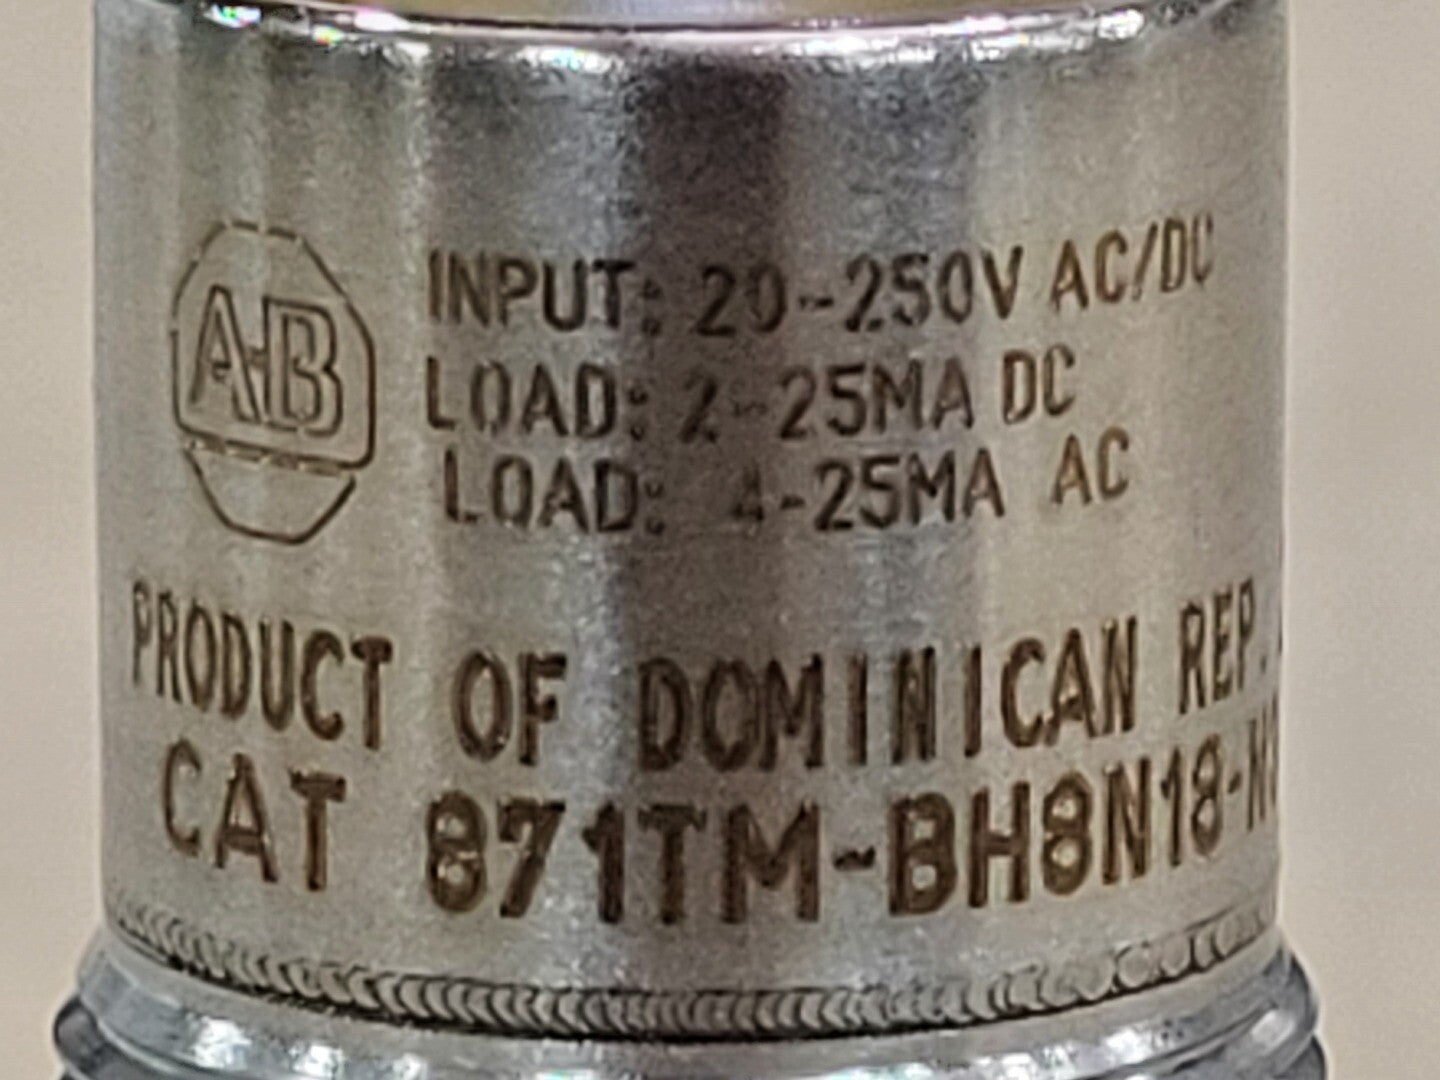 AB
INPUT: 20-250V AC/DC
LOAD: 2-25MA DC
LOAD: 4-25MA AC
PRODUCT OF DOMINICAN REP.
CAT 871TM-BH8N18-N